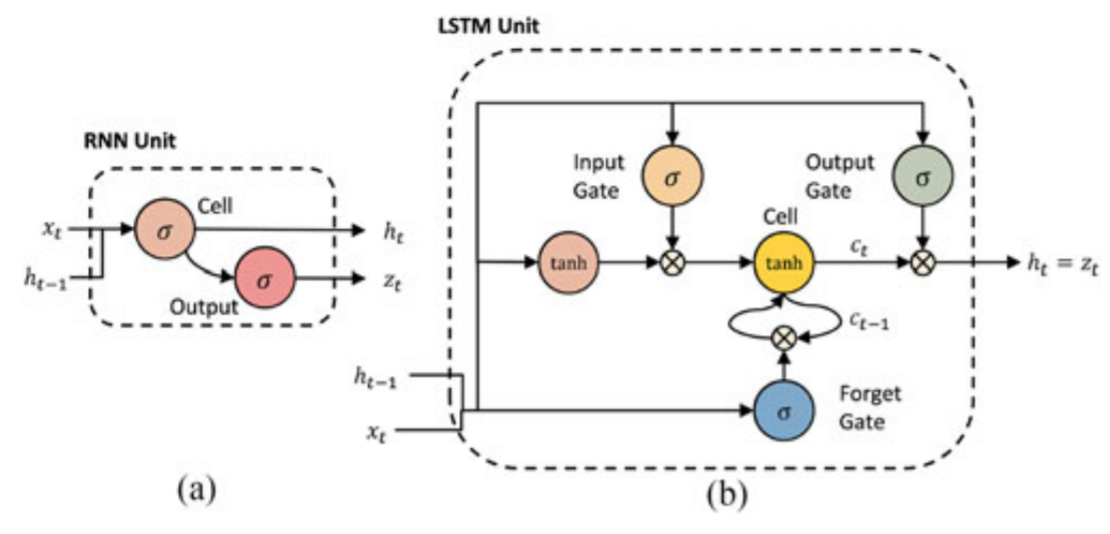 LSTM Unit
RNN Unit
Input
Gate
σ
Output
Gate
σ
x_t
σ
Cell
h_t
h_{t-1}
Output
σ
z_t
tanh
⊗
Cell
tanh
c_t
⊗
h_t = z_t
c_{t-1}
⊗
h_{t-1}
x_t
σ
Forget
Gate
(a)
(b)